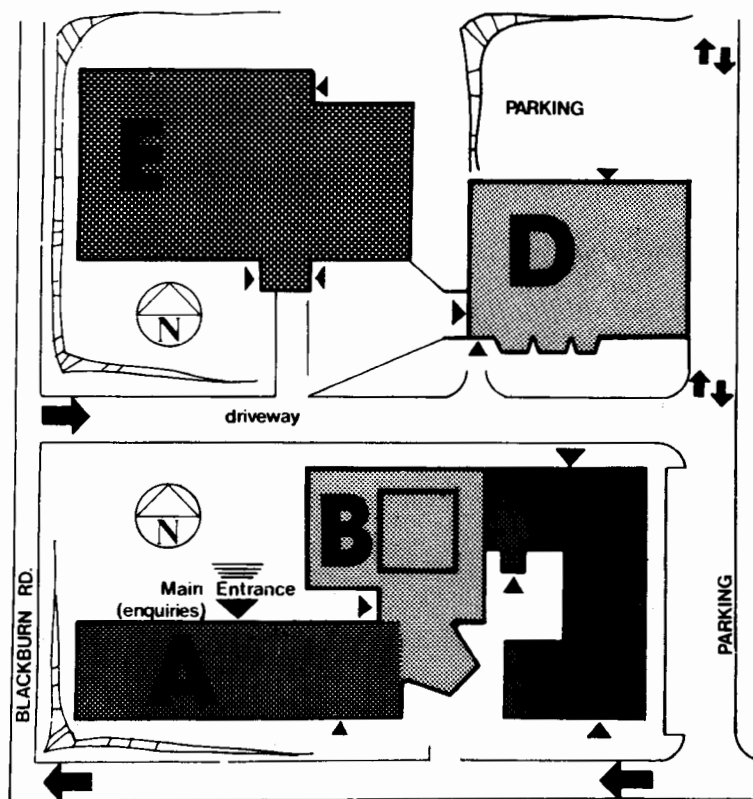 E
PARKING
D
N
driveway
B
N
Main Entrance
(enquiries)
A
BLACKBURN RD.
PARKING